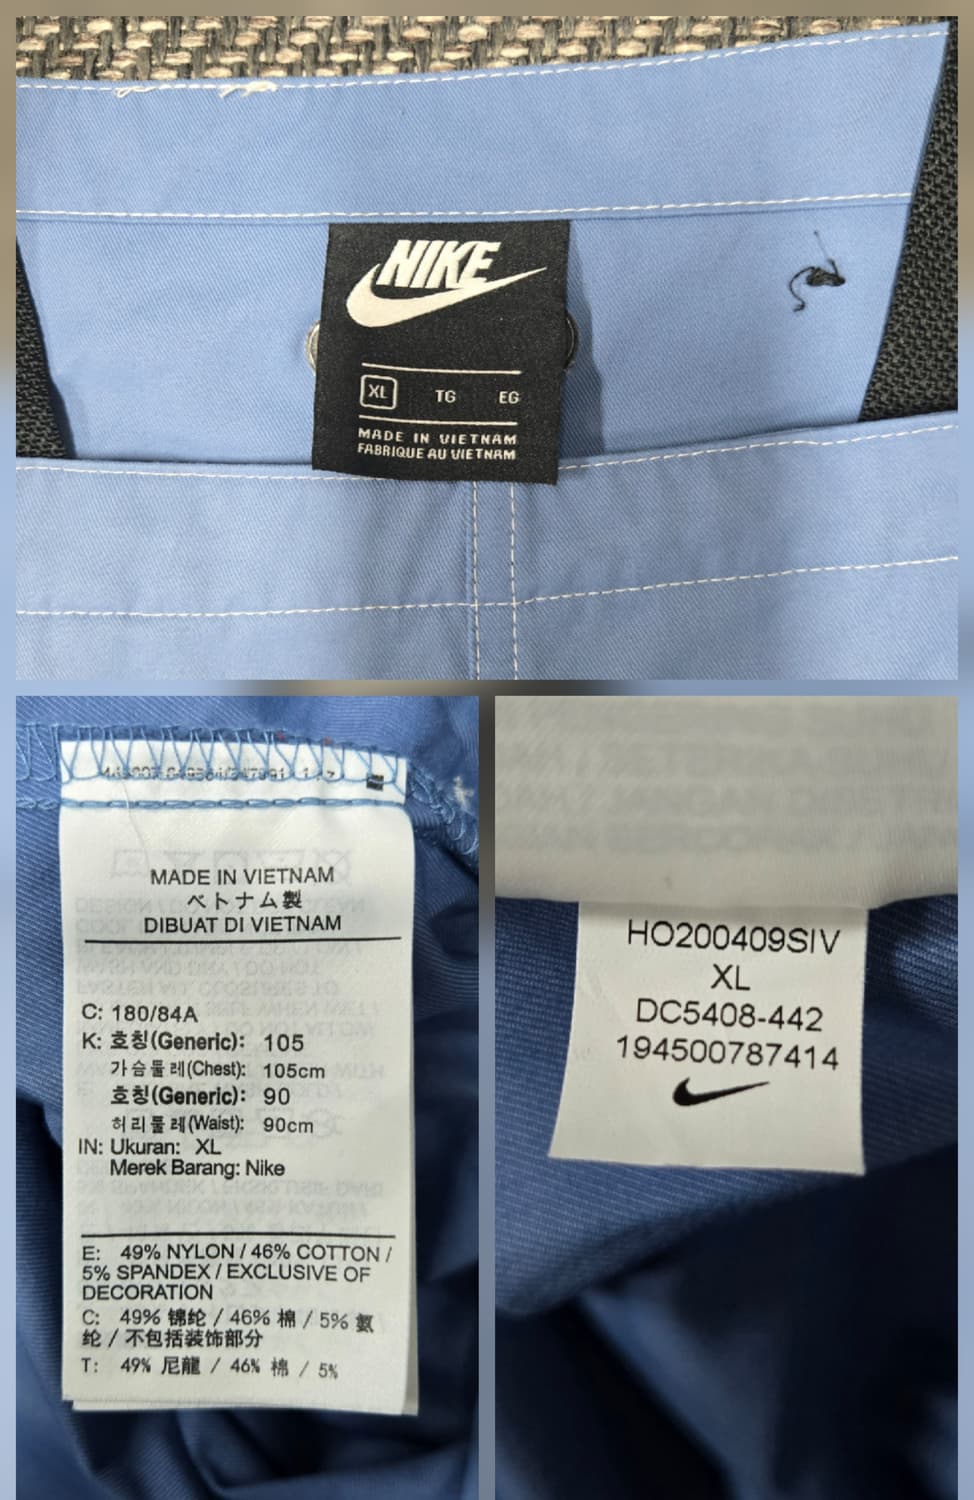 NIKE
XL TG EG
MADE IN VIETNAM
FABRIQUE AU VIETNAM
MADE IN VIETNAM
ベトナム製
DIBUAT DI VIETNAM
C: 180/84A
K: 호칭(Generic): 105
가슴둘레(Chest): 105cm
호칭(Generic): 90
허리둘레(Waist): 90cm
IN: Ukuran: XL
Merek Barang: Nike
E: 49% NYLON / 46% COTTON /
5% SPANDEX / EXCLUSIVE OF
DECORATION
C: 49% 锦纶 / 46% 棉 / 5% 氨
纶 / 不包括装饰部分
T: 49% 尼龍 / 46% 棉 / 5%
HO200409SIV
XL
DC5408-442
194500787414